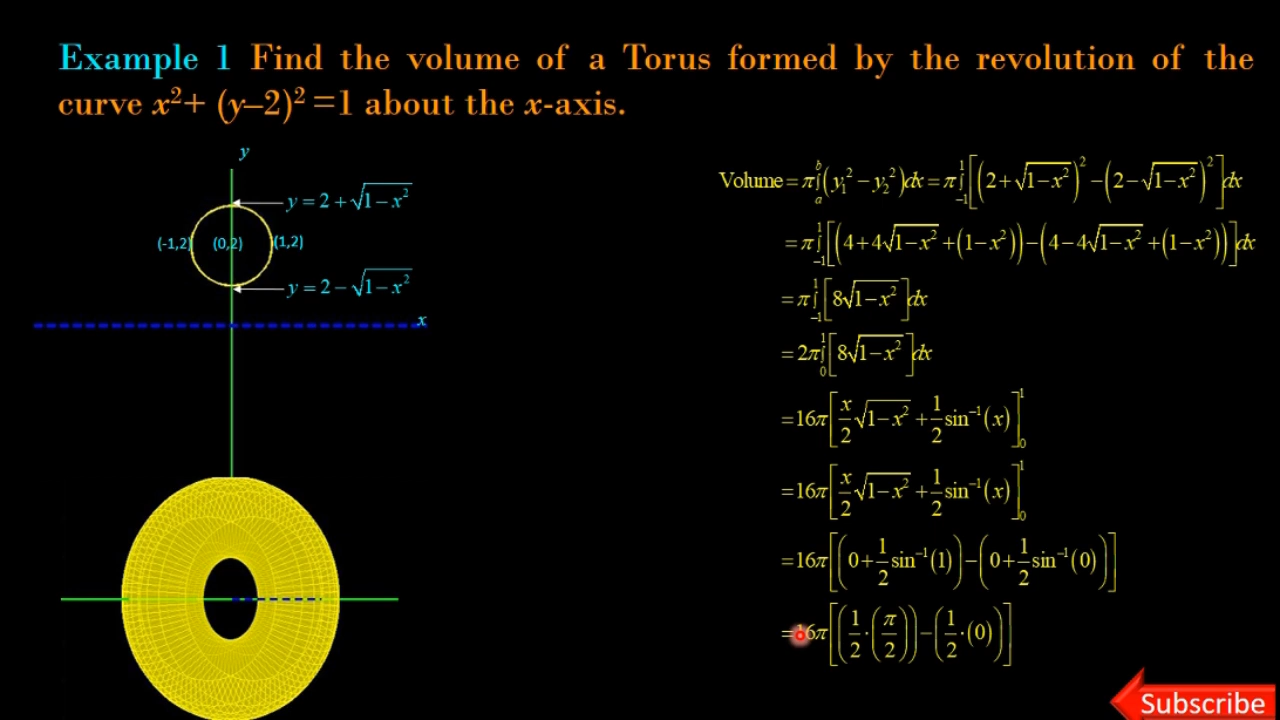 Example 1 Find the volume of a Torus formed by the revolution of the
curve x²+ (y–2)² =1 about the x-axis.
y
y = 2+√(1−x²)
(-1,2) (0,2) (1,2)
y = 2−√(1−x²)
x
Volume = π∫ₐᵇ(y₁²−y₂²)dx = π∫₋₁¹[(2+√(1−x²))²−(2−√(1−x²))²]dx
= π∫₋₁¹[(4+4√(1−x²)+(1−x²))−(4−4√(1−x²)+(1−x²))]dx
= π∫₋₁¹[8√(1−x²)]dx
= 2π∫₀¹[8√(1−x²)]dx
= 16π[x/2 √(1−x²)+1/2 sin⁻¹(x)]₀¹
= 16π[x/2 √(1−x²)+1/2 sin⁻¹(x)]₀¹
= 16π[(0+1/2 sin⁻¹(1))−(0+1/2 sin⁻¹(0))]
= 16π[(1/2·(π/2))−(1/2·(0))]
Subscribe